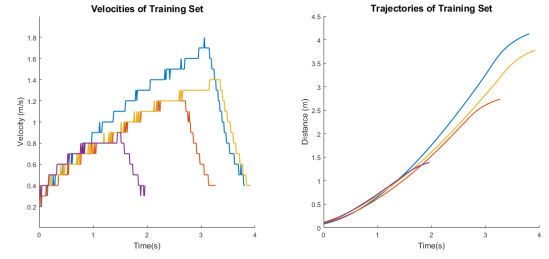 Velocities of Training Set
Velocity (m/s)
1.8
1.6
1.4
1.2
1
0.8
0.6
0.4
0.2
0 1 2 3 4
Time(s)
Trajectories of Training Set
Distance (m)
4.5
4
3.5
3
2.5
2
1.5
1
0.5
0
0 1 2 3 4
Time(s)